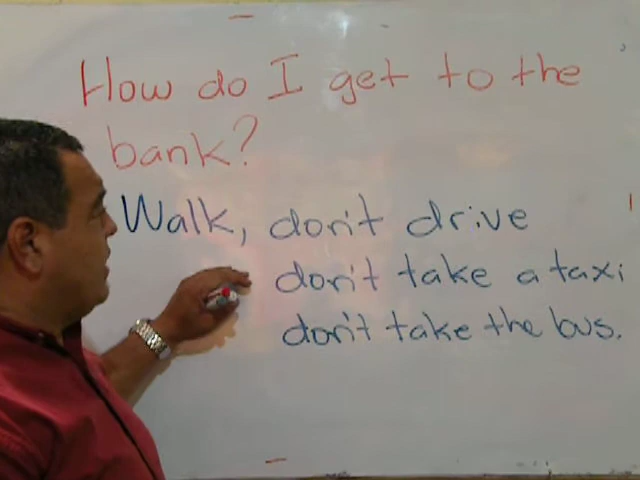 How do I get to the
bank?
Walk, don't drive
don't take a taxi
don't take the bus.